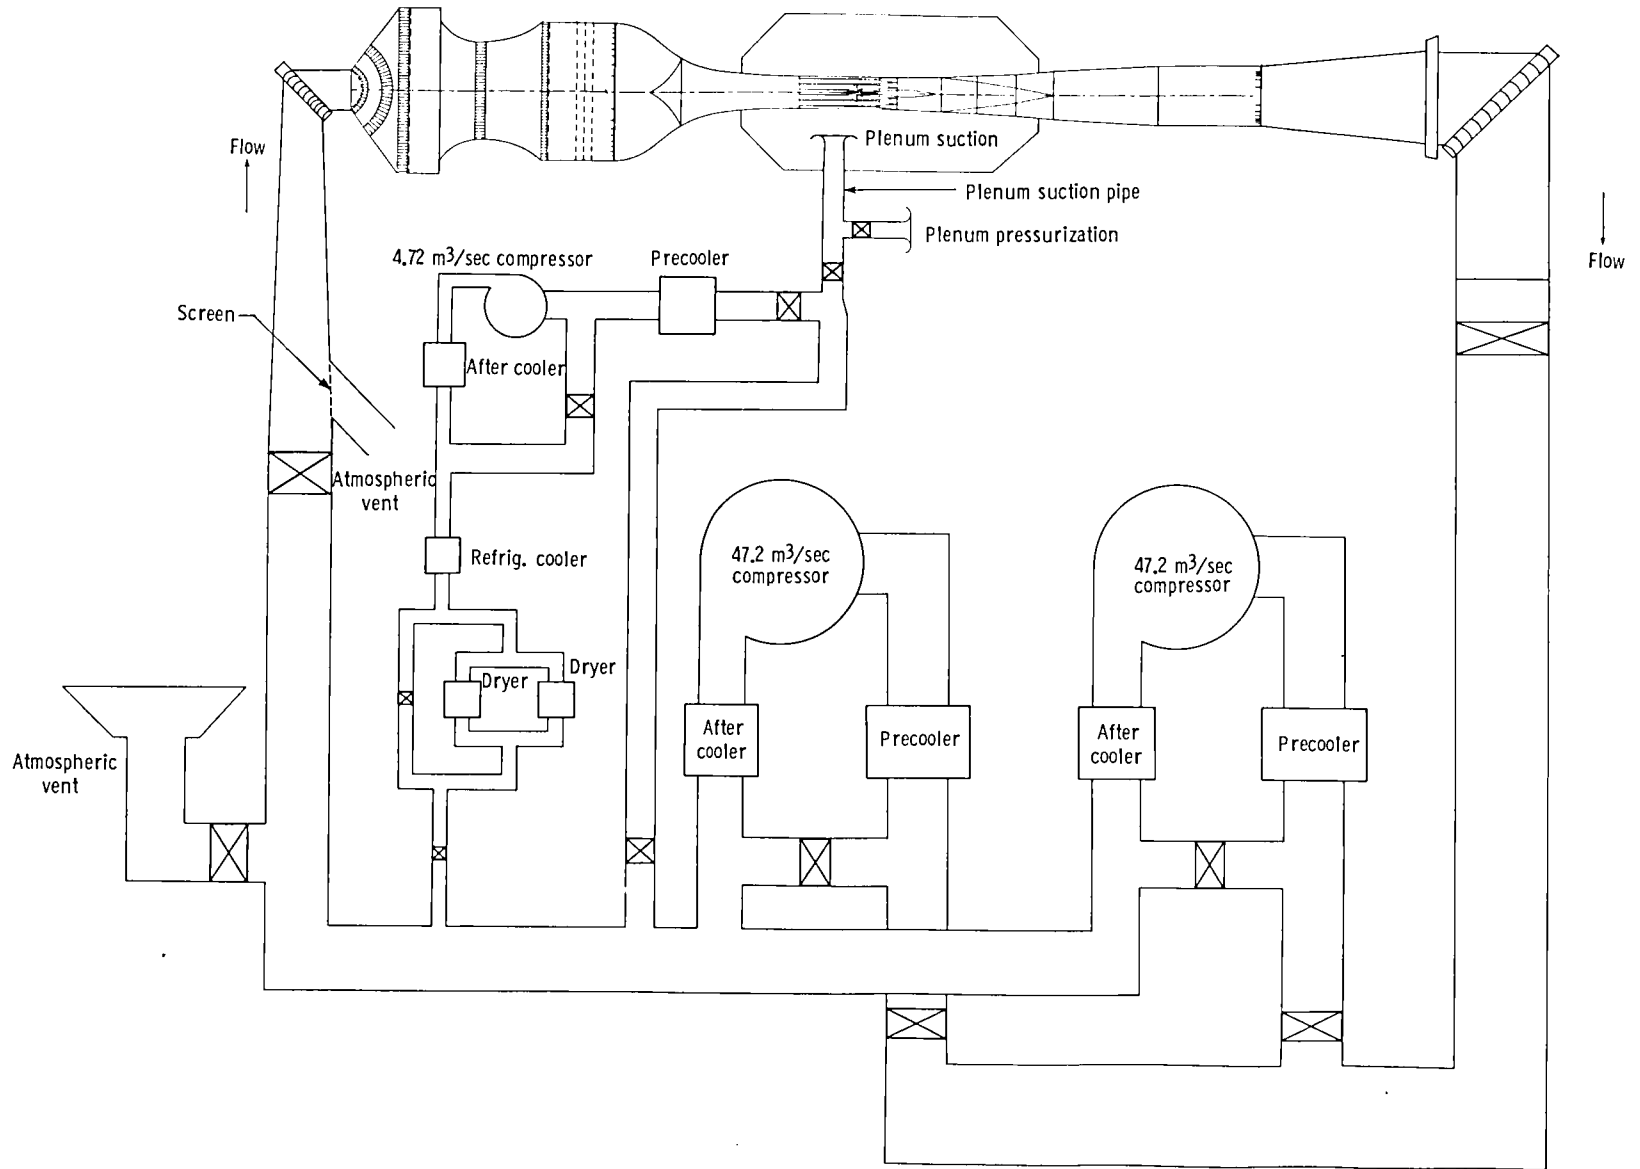 Plenum suction
Flow
Plenum suction pipe
Plenum pressurization
4.72 m³/sec compressor
Precooler
Flow
Screen
After cooler
Atmospheric
vent
47.2 m³/sec
compressor
47.2 m³/sec
compressor
Refrig. cooler
Dryer
Dryer
After
cooler
Precooler
After
cooler
Precooler
Atmospheric
vent